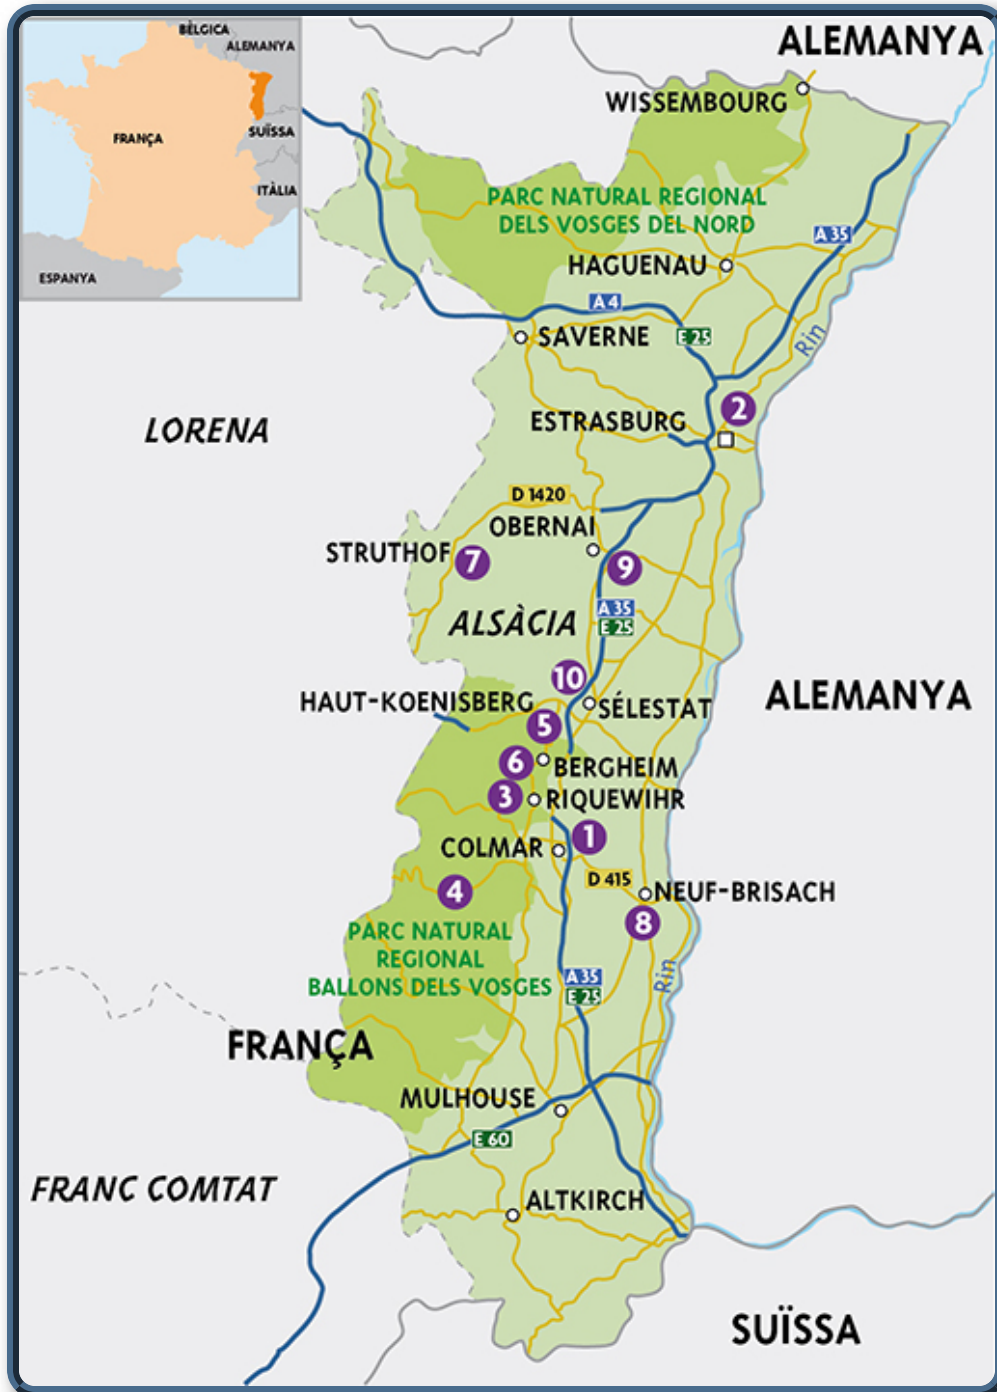 BÈLGICA
ALEMANYA
FRANÇA
SUÏSSA
ITÀLIA
ESPANYA
ALEMANYA
WISSEMBOURG
PARC NATURAL REGIONAL
DELS VOSGES DEL NORD
A 35
HAGUENAU
A 4
SAVERNE
E 25
Rin
LORENA
ESTRASBURG
2
D 1420
OBERNAI
STRUTHOF
7
9
ALSÀCIA
A 35
E 25
10
HAUT-KOENISBERG
SÉLESTAT
ALEMANYA
5
6
BERGHEIM
3
RIQUEWIHR
1
COLMAR
D 415
4
NEUF-BRISACH
8
PARC NATURAL
REGIONAL
BALLONS DELS VOSGES
A 35
E 25
Rin
FRANÇA
MULHOUSE
E 60
FRANC COMTAT
ALTKIRCH
SUÏSSA